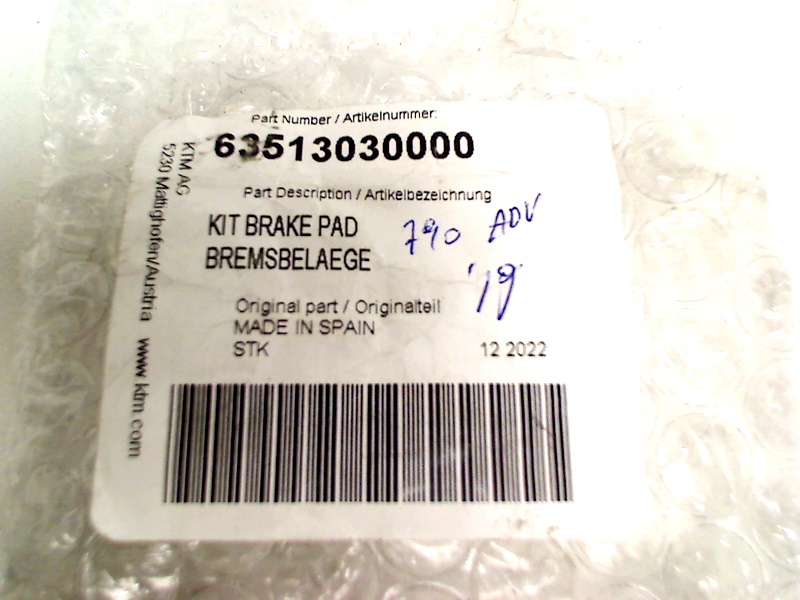 Part Number / Artikelnummer:
63513030000
Part Description / Artikelbezeichnung
KIT BRAKE PAD
BREMSBELAEGE
790 ADV
'19
Original part / Originalteil
MADE IN SPAIN
STK 12 2022
KTM AG
5230 Mattighofen/Austria www.ktm.com